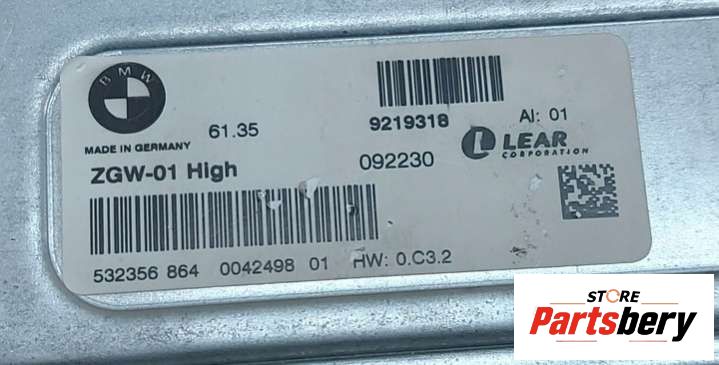 BMW
MADE IN GERMANY
61.35
9219318
AI: 01
ZGW-01 High
092230
LEAR
CORPORATION
532356 864 0042498 01 HW: 0.C3.2
STORE
Partsbery